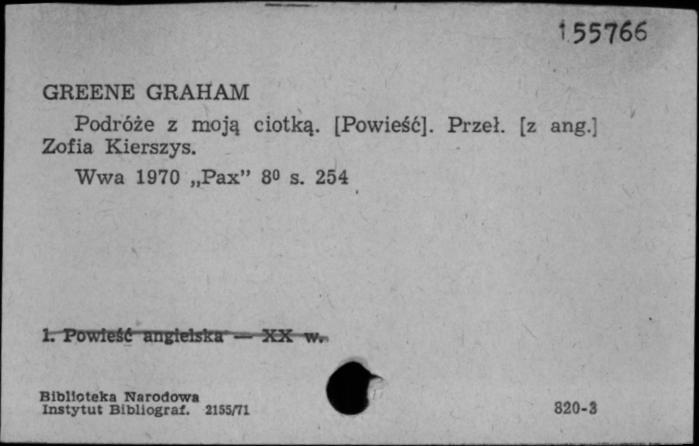 155766
GREENE GRAHAM
Podróże z moją ciotką. [Powieść]. Przeł. [z ang.]
Zofia Kierszys.
Wwa 1970 „Pax” 8⁰ s. 254
1. Powieść angielska — XX w.
Biblioteka Narodowa
Instytut Bibliograf. 2155/71
820-3